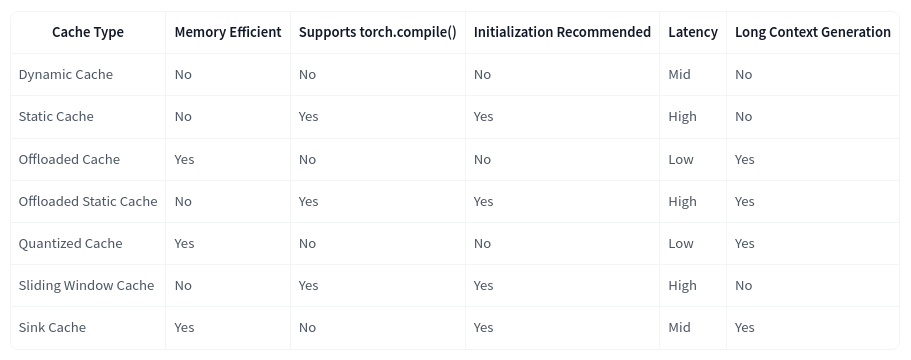 Cache Type Memory Efficient Supports torch.compile() Initialization Recommended Latency Long Context Generation
Dynamic Cache No No No Mid No
Static Cache No Yes Yes High No
Offloaded Cache Yes No No Low Yes
Offloaded Static Cache No Yes Yes High Yes
Quantized Cache Yes No No Low Yes
Sliding Window Cache No Yes Yes High No
Sink Cache Yes No Yes Mid Yes